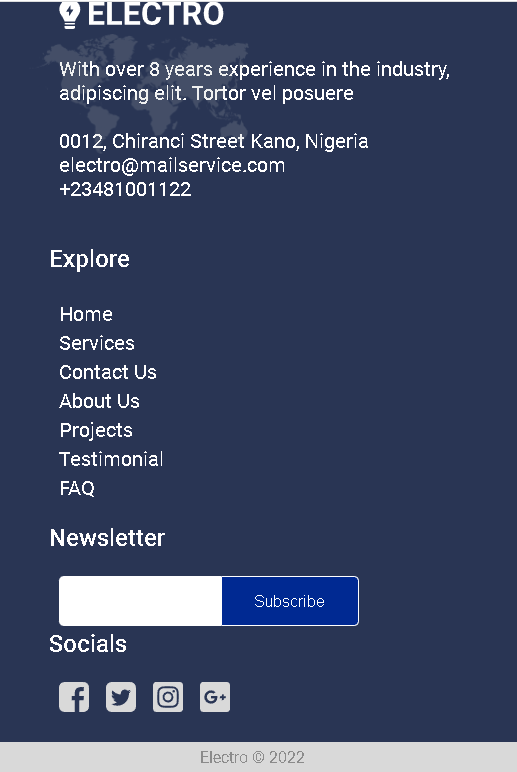 ELECTRO
With over 8 years experience in the industry,
adipiscing elit. Tortor vel posuere
0012, Chiranci Street Kano, Nigeria
electro@mailservice.com
+23481001122
Explore
Home
Services
Contact Us
About Us
Projects
Testimonial
FAQ
Newsletter
Subscribe
Socials
Electro © 2022